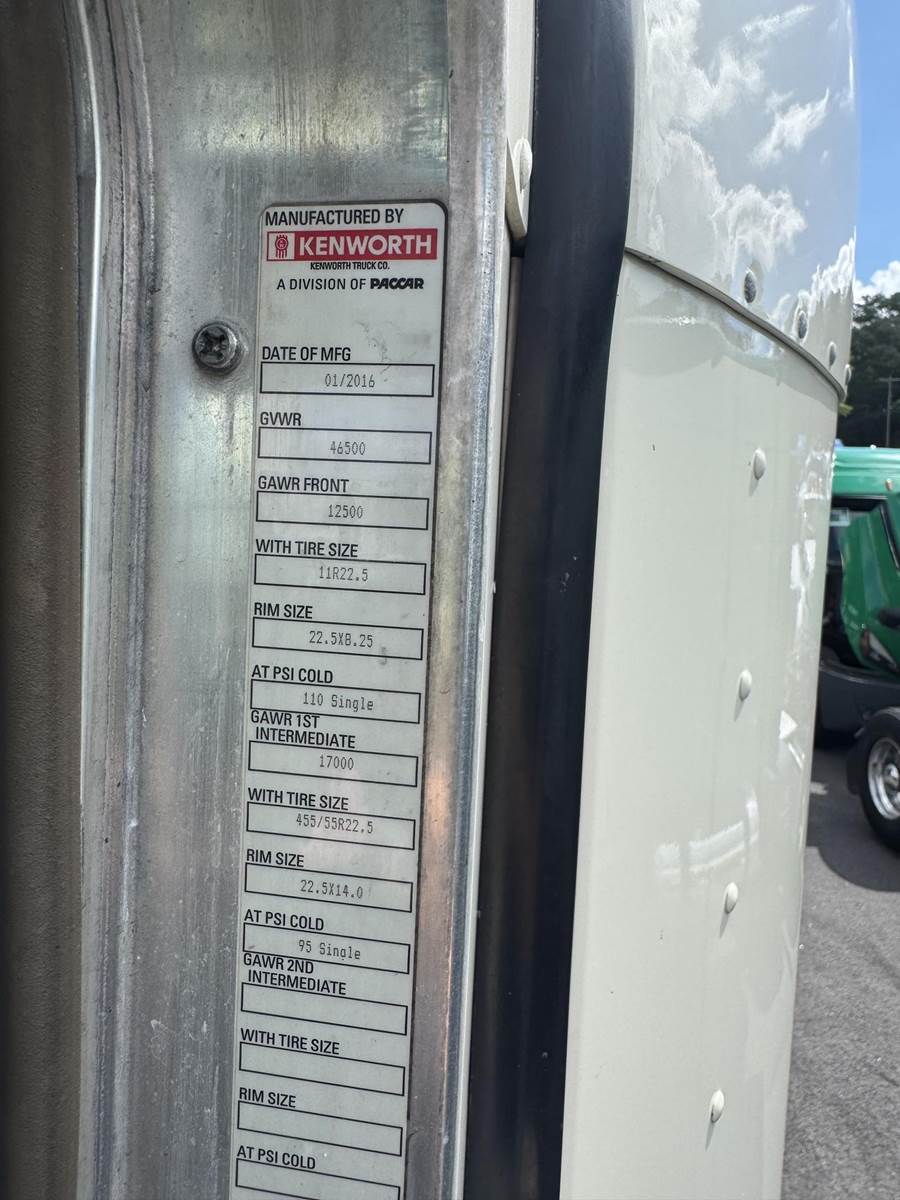 MANUFACTURED BY
KENWORTH
KENWORTH TRUCK CO.
A DIVISION OF PACCAR
DATE OF MFG
01/2016
GVWR
46500
GAWR FRONT
12500
WITH TIRE SIZE
11R22.5
RIM SIZE
22.5X8.25
AT PSI COLD
110 Single
GAWR 1ST
INTERMEDIATE
17000
WITH TIRE SIZE
455/55R22.5
RIM SIZE
22.5X14.0
AT PSI COLD
95 Single
GAWR 2ND
INTERMEDIATE
WITH TIRE SIZE
RIM SIZE
AT PSI COLD